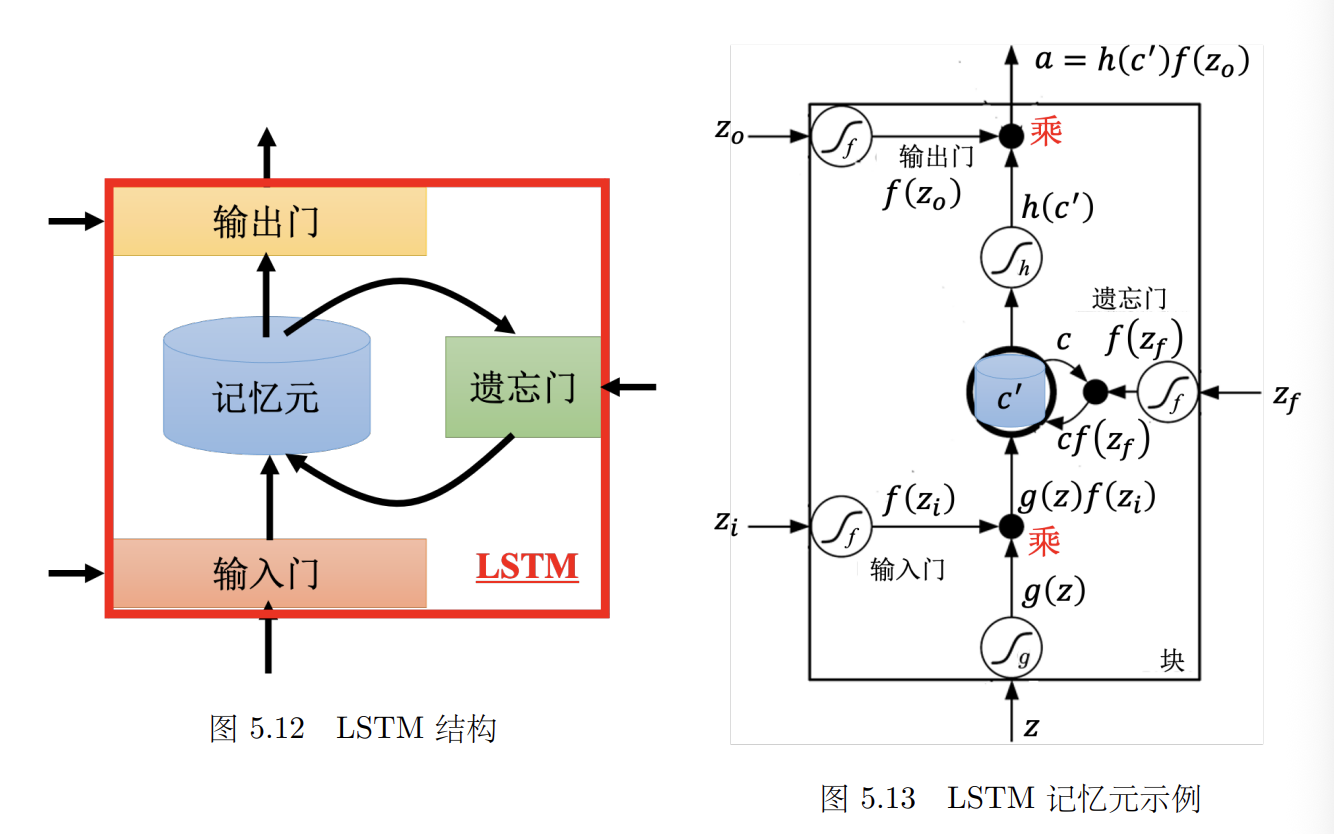 输出门
记忆元
遗忘门
输入门
LSTM
图 5.12 LSTM 结构
a = h(c′)f(z_o)
z_o
f
乘
输出门
f(z_o)
h(c′)
h
遗忘门
c
f(z_f)
c′
f
z_f
cf(z_f)
f(z_i)
g(z)f(z_i)
z_i
f
乘
输入门
g(z)
g
块
z
图 5.13 LSTM 记忆元示例